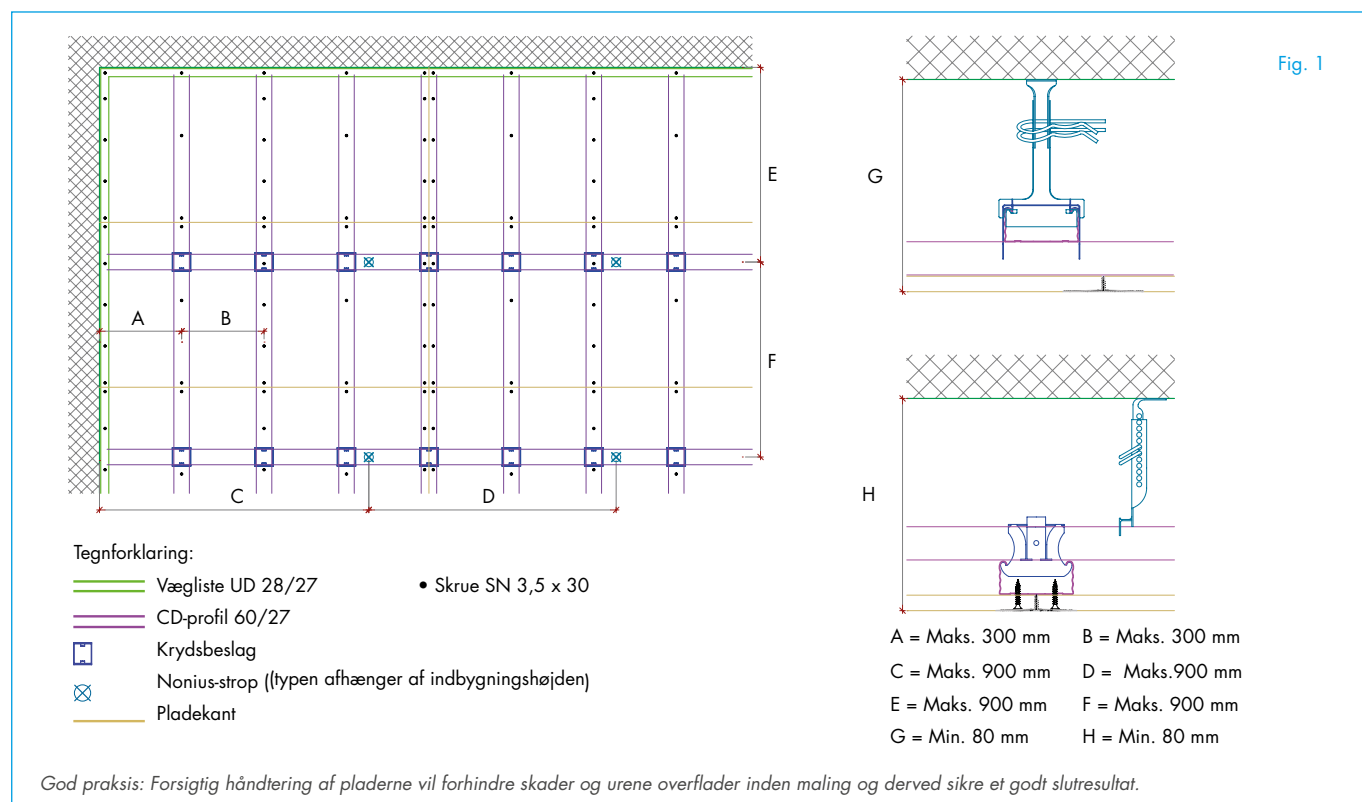 Fig. 1
E
G
A
B
F
C
D
H
Tegnforklaring:
Vægliste UD 28/27
• Skrue SN 3,5 x 30
CD-profil 60/27
Krydsbeslag
Nonius-strop ((typen afhænger af indbygningshøjden)
Pladekant
A = Maks. 300 mm B = Maks. 300 mm
C = Maks. 900 mm D = Maks.900 mm
E = Maks. 900 mm F = Maks. 900 mm
G = Min. 80 mm H = Min. 80 mm
God praksis: Forsigtig håndtering af pladerne vil forhindre skader og urene overflader inden maling og derved sikre et godt slutresultat.